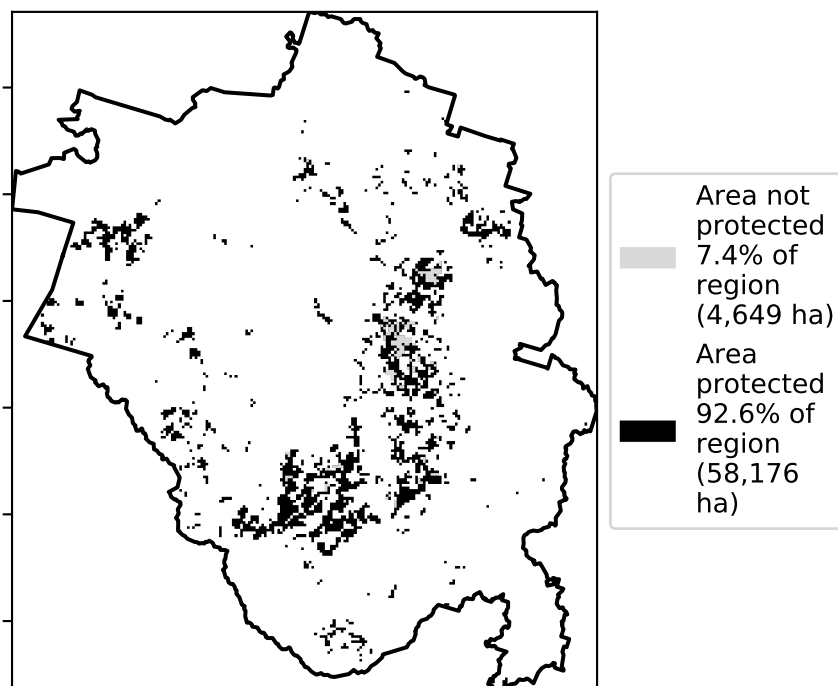 Area not
protected
7.4% of
region
(4,649 ha)
Area
protected
92.6% of
region
(58,176
ha)